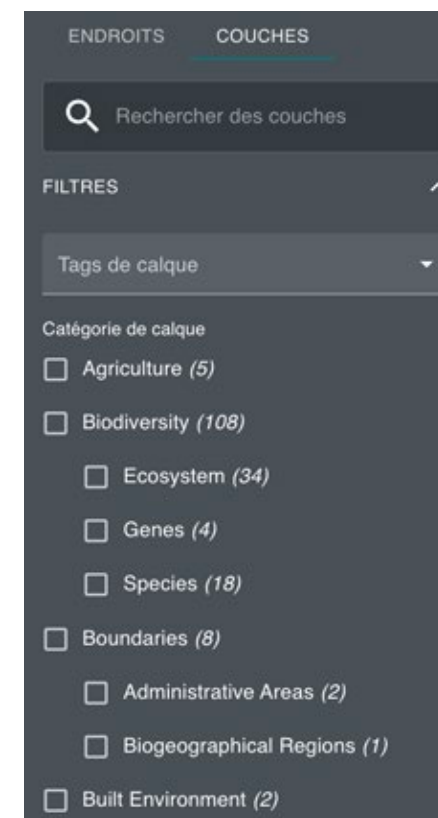 ENDROITS COUCHES
Rechercher des couches
FILTRES
Tags de calque
Catégorie de calque
Agriculture (5)
Biodiversity (108)
Ecosystem (34)
Genes (4)
Species (18)
Boundaries (8)
Administrative Areas (2)
Biogeographical Regions (1)
Built Environment (2)